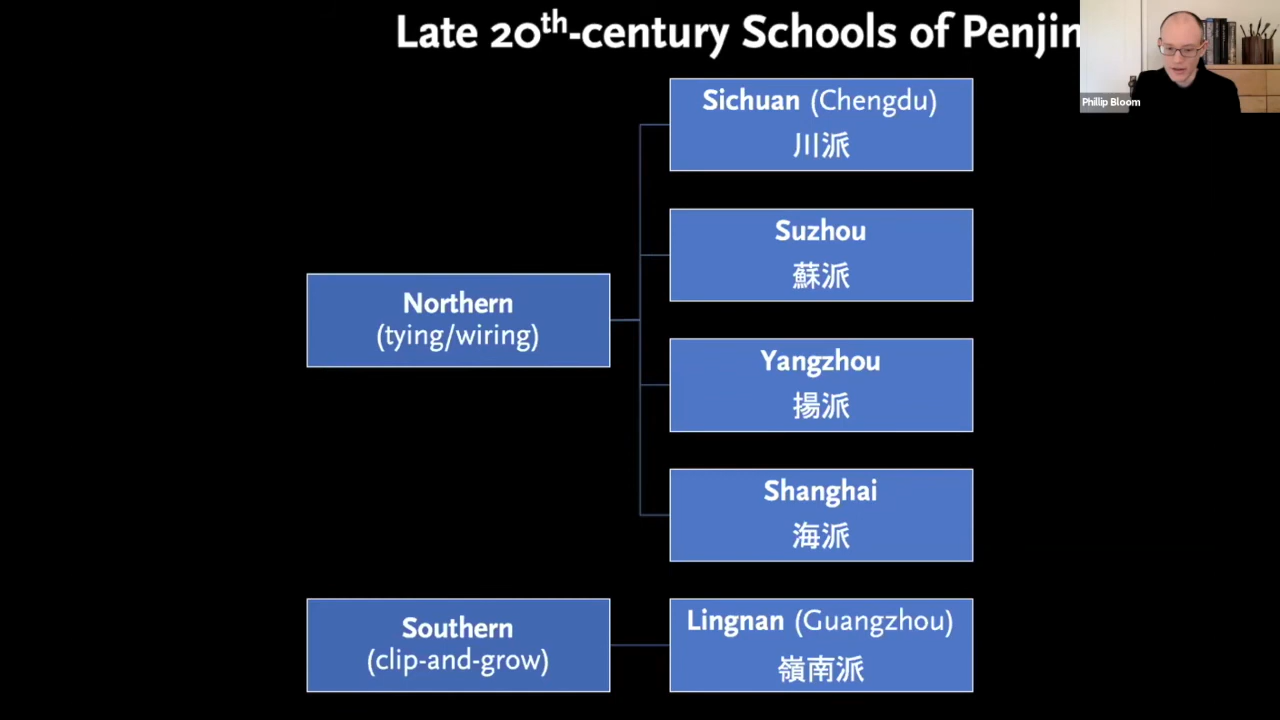 Late 20th-century Schools of Penjin
Phillip Bloom
Sichuan (Chengdu)
川派
Suzhou
蘇派
Northern
(tying/wiring)
Yangzhou
揚派
Shanghai
海派
Southern
(clip-and-grow)
Lingnan (Guangzhou)
嶺南派